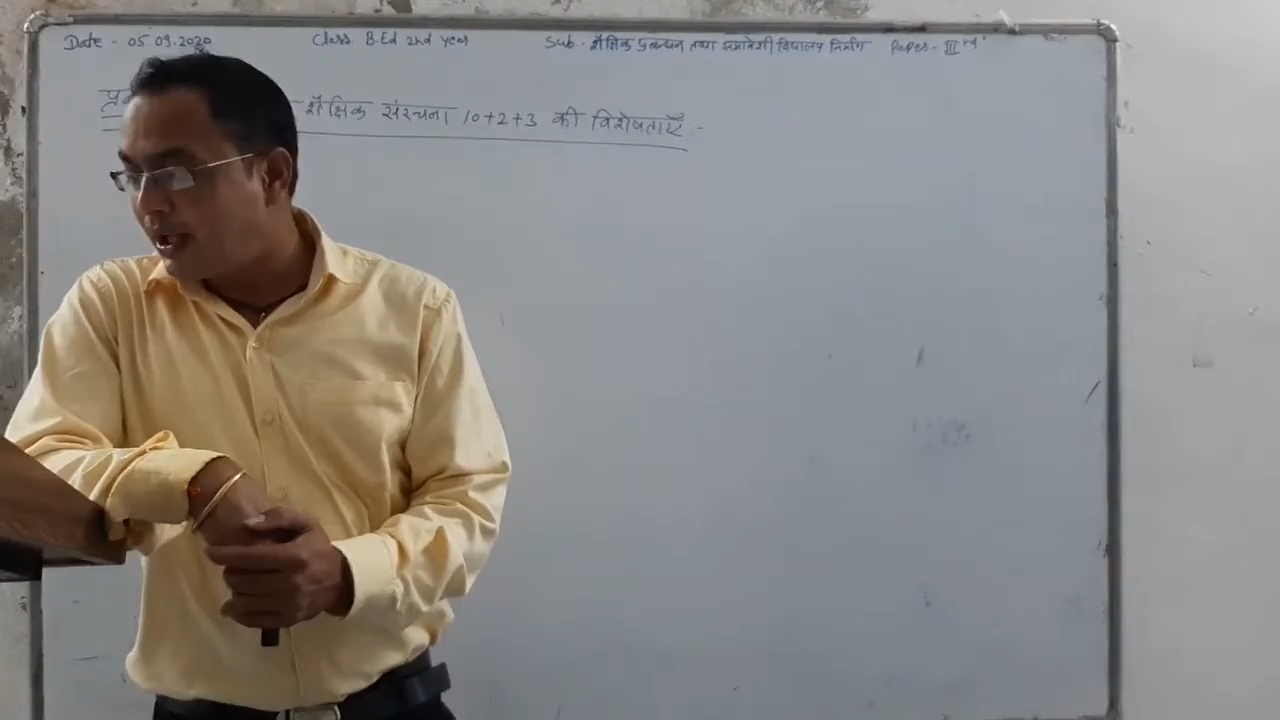 Date - 05.09.2020 Class B.Ed 2nd Year Sub - शैक्षिक प्रबन्धन तथा समावेशी विद्यालय निर्माण Paper - IIIrd
शैक्षिक संरचना 10+2+3 की विशेषताएँ :-